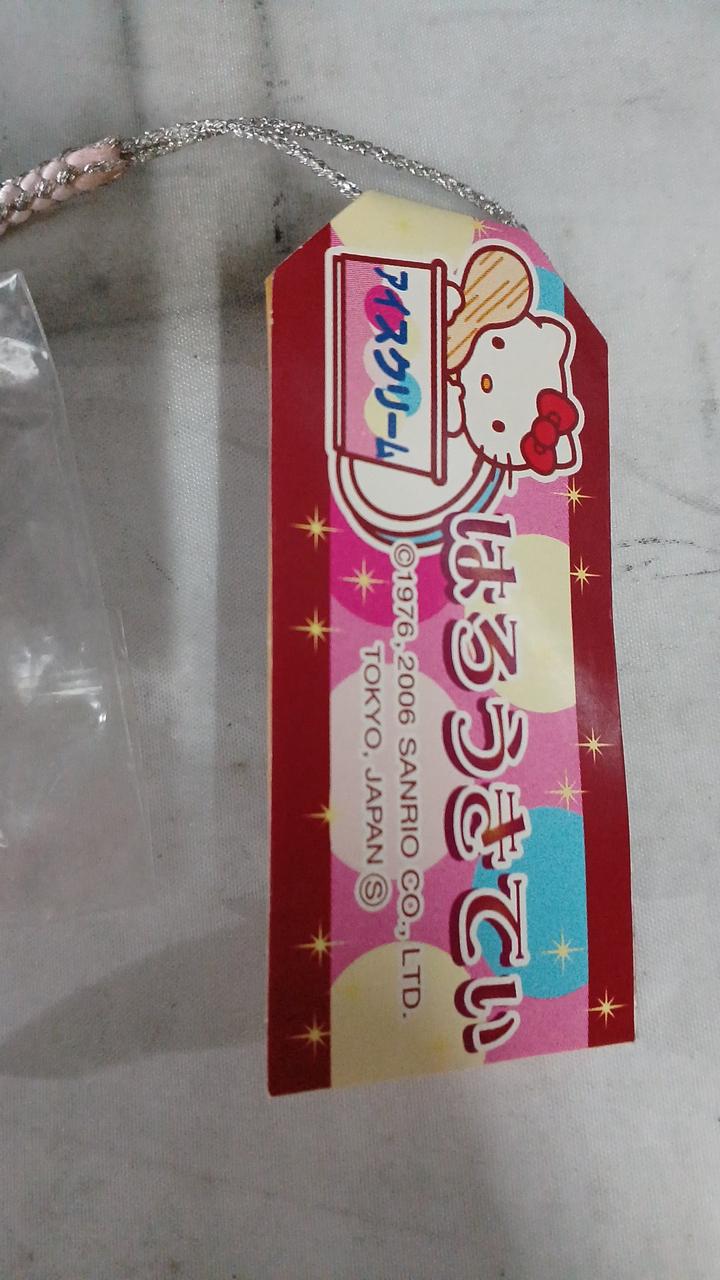 アイスクリーム
はろうきてぃ
©1976,2006 SANRIO CO., LTD.
TOKYO, JAPAN Ⓢ